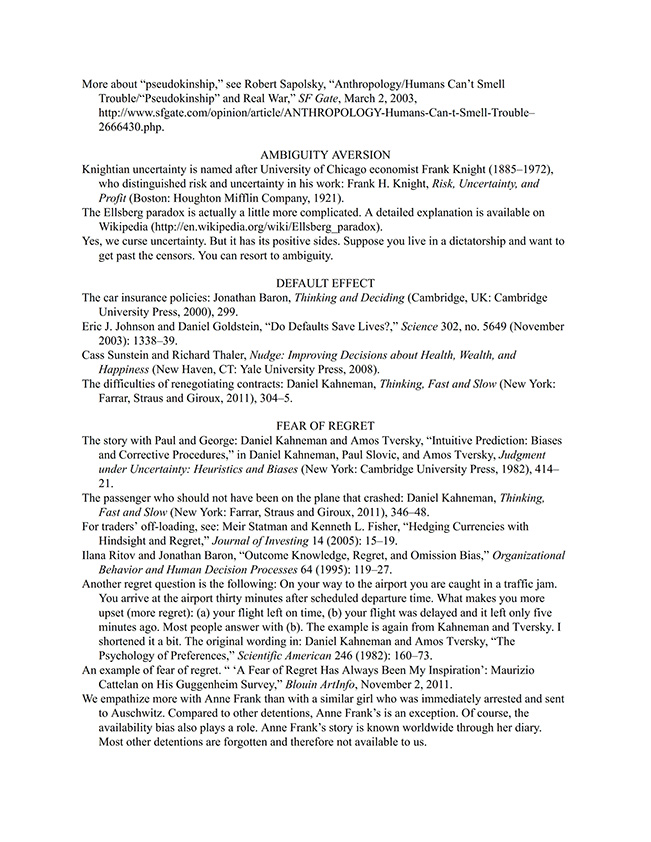 More about “pseudokinship,” see Robert Sapolsky, “Anthropology/Humans Can’t Smell
Trouble/“Pseudokinship” and Real War,” SF Gate, March 2, 2003,
http://www.sfgate.com/opinion/article/ANTHROPOLOGY-Humans-Can-t-Smell-Trouble–
2666430.php.
AMBIGUITY AVERSION
Knightian uncertainty is named after University of Chicago economist Frank Knight (1885–1972),
who distinguished risk and uncertainty in his work: Frank H. Knight, Risk, Uncertainty, and
Profit (Boston: Houghton Mifflin Company, 1921).
The Ellsberg paradox is actually a little more complicated. A detailed explanation is available on
Wikipedia (http://en.wikipedia.org/wiki/Ellsberg_paradox).
Yes, we curse uncertainty. But it has its positive sides. Suppose you live in a dictatorship and want to
get past the censors. You can resort to ambiguity.
DEFAULT EFFECT
The car insurance policies: Jonathan Baron, Thinking and Deciding (Cambridge, UK: Cambridge
University Press, 2000), 299.
Eric J. Johnson and Daniel Goldstein, “Do Defaults Save Lives?,” Science 302, no. 5649 (November
2003): 1338–39.
Cass Sunstein and Richard Thaler, Nudge: Improving Decisions about Health, Wealth, and
Happiness (New Haven, CT: Yale University Press, 2008).
The difficulties of renegotiating contracts: Daniel Kahneman, Thinking, Fast and Slow (New York:
Farrar, Straus and Giroux, 2011), 304–5.
FEAR OF REGRET
The story with Paul and George: Daniel Kahneman and Amos Tversky, “Intuitive Prediction: Biases
and Corrective Procedures,” in Daniel Kahneman, Paul Slovic, and Amos Tversky, Judgment
under Uncertainty: Heuristics and Biases (New York: Cambridge University Press, 1982), 414–
21.
The passenger who should not have been on the plane that crashed: Daniel Kahneman, Thinking,
Fast and Slow (New York: Farrar, Straus and Giroux, 2011), 346–48.
For traders’ off-loading, see: Meir Statman and Kenneth L. Fisher, “Hedging Currencies with
Hindsight and Regret,” Journal of Investing 14 (2005): 15–19.
Ilana Ritov and Jonathan Baron, “Outcome Knowledge, Regret, and Omission Bias,” Organizational
Behavior and Human Decision Processes 64 (1995): 119–27.
Another regret question is the following: On your way to the airport you are caught in a traffic jam.
You arrive at the airport thirty minutes after scheduled departure time. What makes you more
upset (more regret): (a) your flight left on time, (b) your flight was delayed and it left only five
minutes ago. Most people answer with (b). The example is again from Kahneman and Tversky. I
shortened it a bit. The original wording in: Daniel Kahneman and Amos Tversky, “The
Psychology of Preferences,” Scientific American 246 (1982): 160–73.
An example of fear of regret. “ ‘A Fear of Regret Has Always Been My Inspiration’: Maurizio
Cattelan on His Guggenheim Survey,” Blouin ArtInfo, November 2, 2011.
We empathize more with Anne Frank than with a similar girl who was immediately arrested and sent
to Auschwitz. Compared to other detentions, Anne Frank’s is an exception. Of course, the
availability bias also plays a role. Anne Frank’s story is known worldwide through her diary.
Most other detentions are forgotten and therefore not available to us.